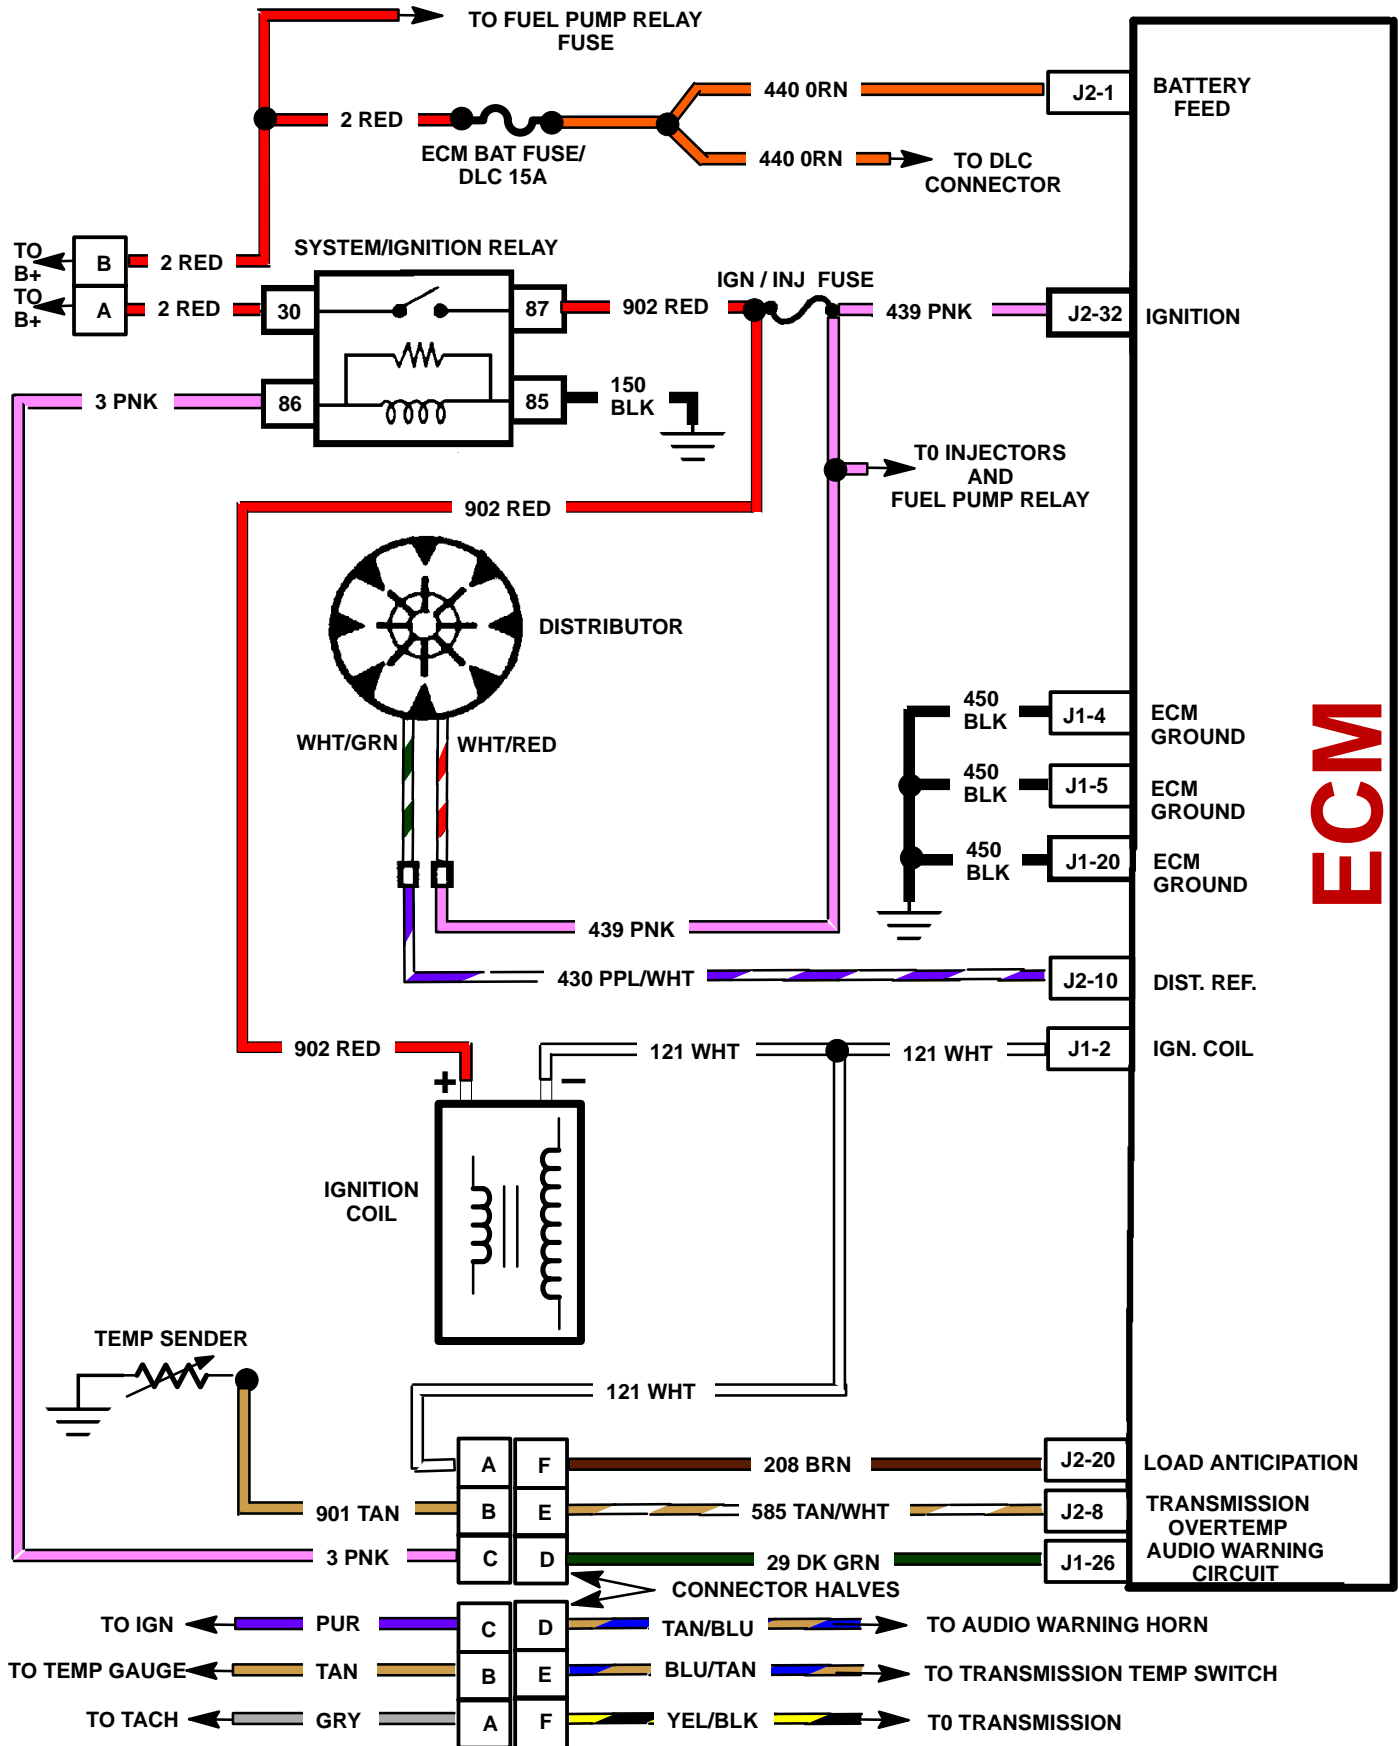 TO FUEL PUMP RELAY
FUSE
440 0RN
J2-1
BATTERY
FEED
2 RED
ECM BAT FUSE/
DLC 15A
440 0RN
TO DLC
CONNECTOR
SYSTEM/IGNITION RELAY
TO
B+
B
2 RED
TO
B+
A
2 RED
30
87
902 RED
IGN / INJ FUSE
439 PNK
J2-32
IGNITION
3 PNK
86
85
150
BLK
T0 INJECTORS
AND
FUEL PUMP RELAY
902 RED
DISTRIBUTOR
WHT/GRN
WHT/RED
450
BLK
J1-4
ECM
GROUND
450
BLK
J1-5
ECM
GROUND
450
BLK
J1-20
ECM
GROUND
ECM
439 PNK
430 PPL/WHT
J2-10
DIST. REF.
902 RED
121 WHT
121 WHT
J1-2
IGN. COIL
+
−
IGNITION
COIL
TEMP SENDER
121 WHT
A
F
208 BRN
J2-20
LOAD ANTICIPATION
901 TAN
B
E
585 TAN/WHT
J2-8
TRANSMISSION
OVERTEMP
3 PNK
C
D
29 DK GRN
J1-26
AUDIO WARNING
CIRCUIT
CONNECTOR HALVES
TO IGN
PUR
C
D
TAN/BLU
TO AUDIO WARNING HORN
TO TEMP GAUGE
TAN
B
E
BLU/TAN
TO TRANSMISSION TEMP SWITCH
TO TACH
GRY
A
F
YEL/BLK
T0 TRANSMISSION